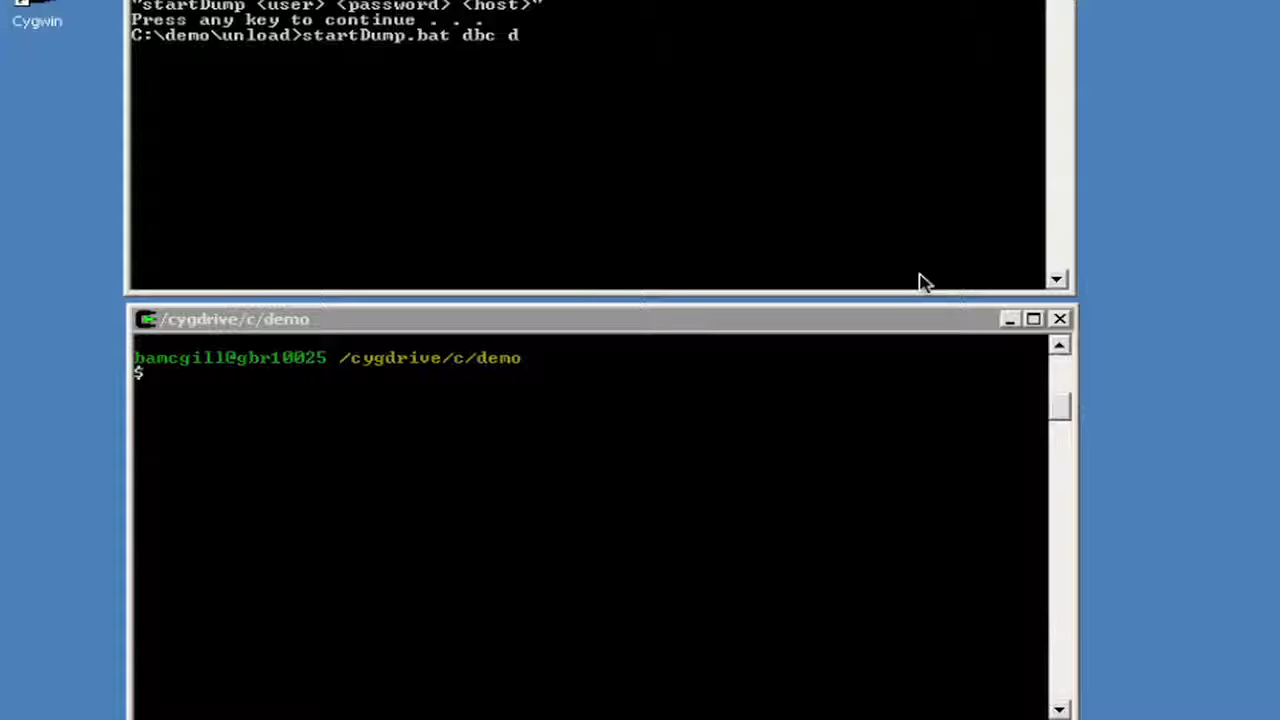 "startDump <user> <password> <host>"
Press any key to continue . . .
C:\demo\unload>startDump.bat dbc d
Cygwin
/cygdrive/c/demo
bamcgill@gbr10025 /cygdrive/c/demo
$